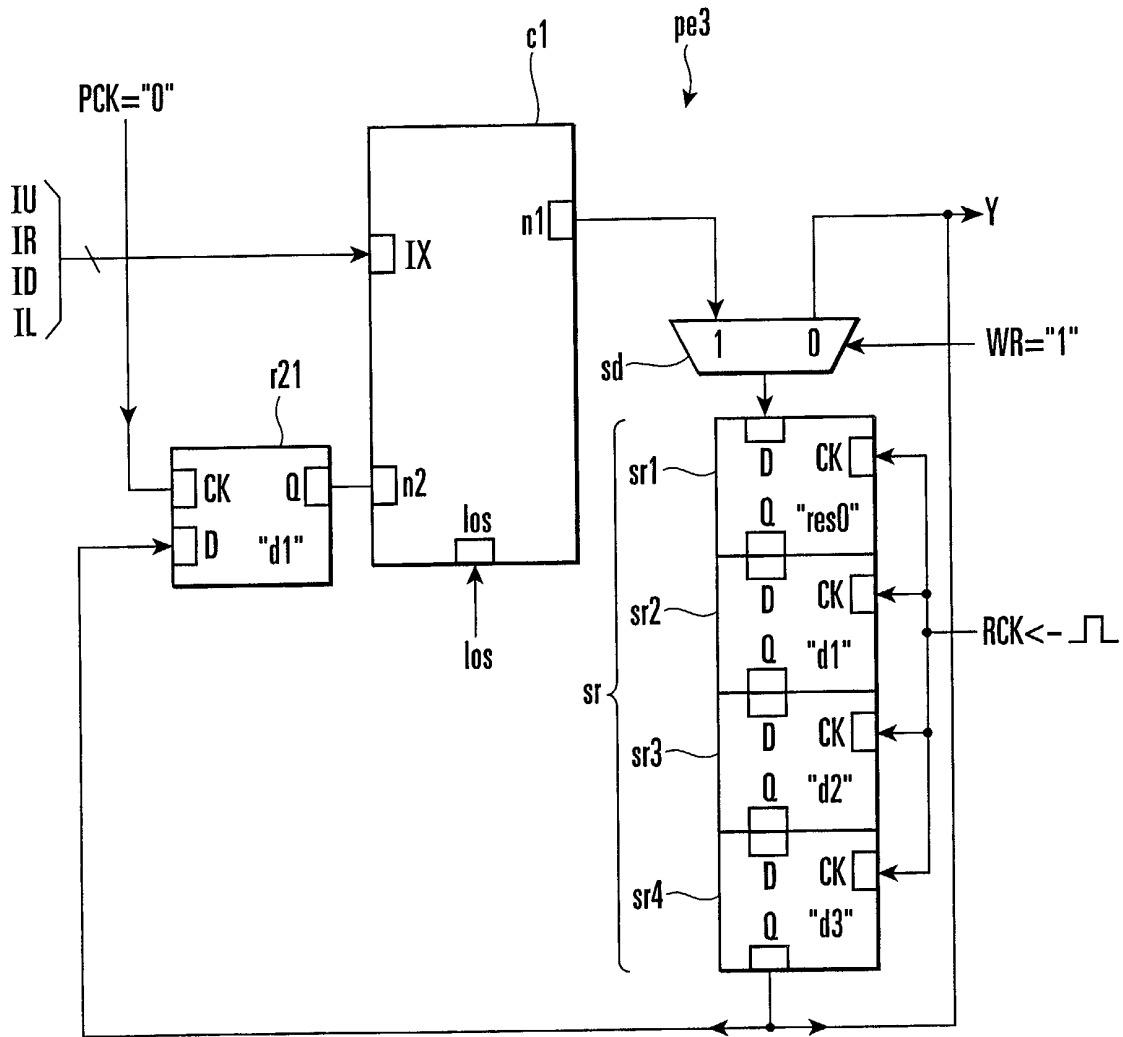 pe3
c1
PCK="0"
IU
IR
ID
IL
IX
n1
Y
1 0
WR="1"
sd
r21
CK Q
D "d1"
n2
los
los
sr
sr1
D CK
Q "res0"
sr2
D CK
Q "d1"
RCK<-
sr3
D CK
Q "d2"
sr4
D CK
Q "d3"